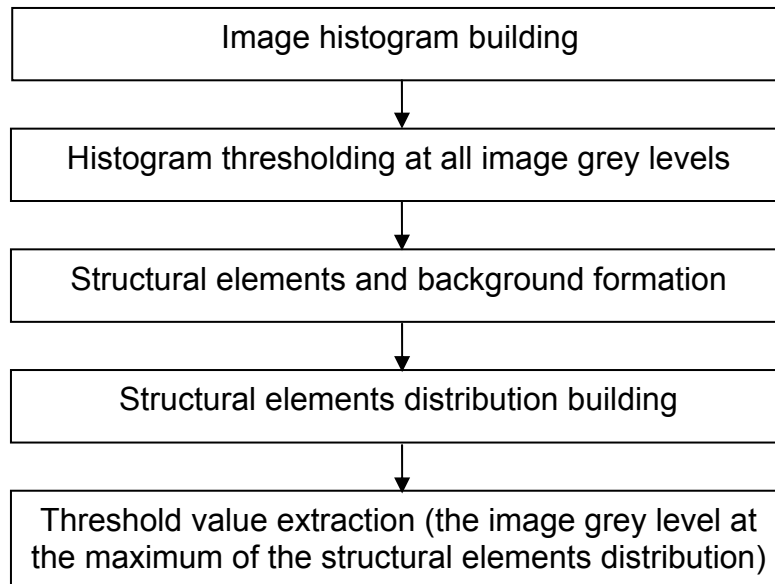 Image histogram building
Histogram thresholding at all image grey levels
Structural elements and background formation
Structural elements distribution building
Threshold value extraction (the image grey level at
the maximum of the structural elements distribution)